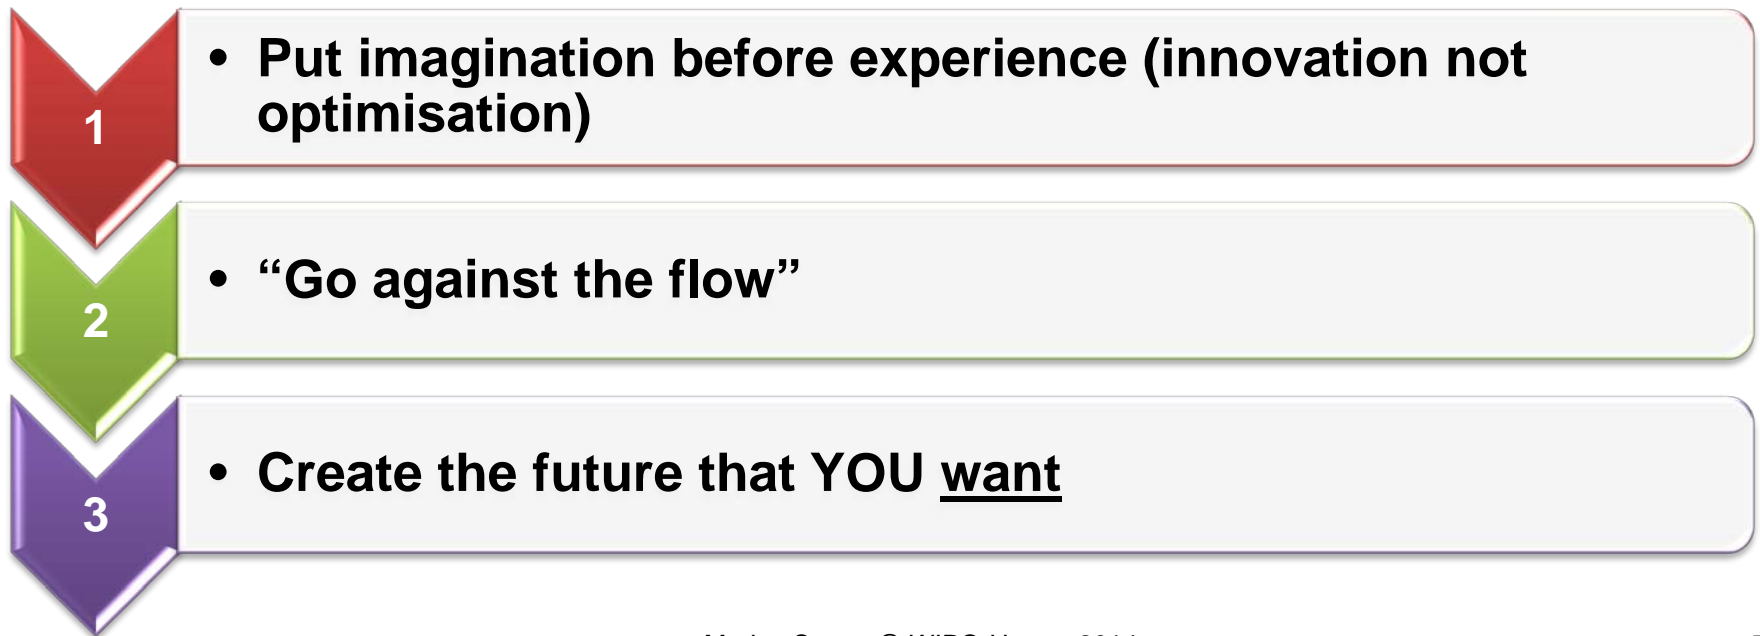 1
• Put imagination before experience (innovation not
optimisation)
2
• “Go against the flow”
3
• Create the future that YOU want